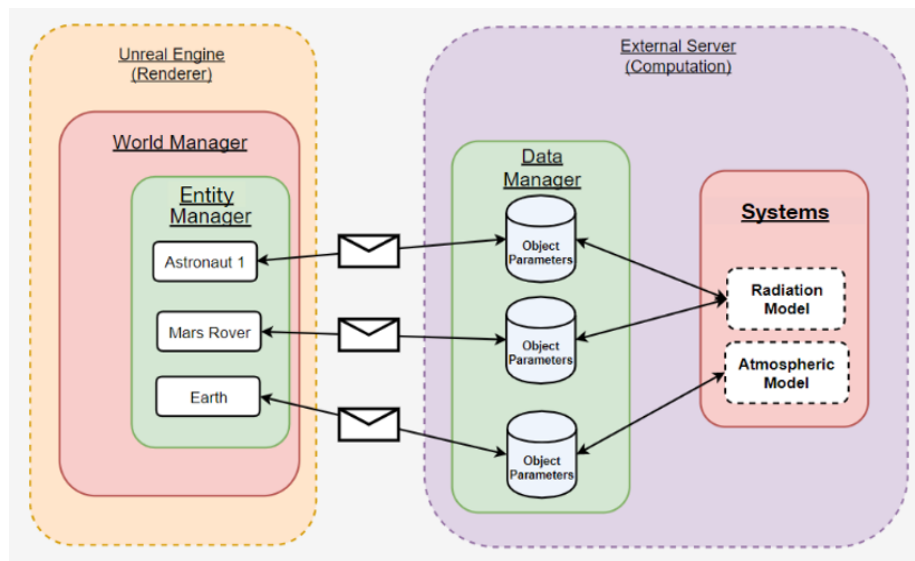 Unreal Engine
(Renderer)
World Manager
Entity
Manager
Astronaut 1
Mars Rover
Earth
External Server
(Computation)
Data
Manager
Object
Parameters
Object
Parameters
Object
Parameters
Systems
Radiation
Model
Atmospheric
Model